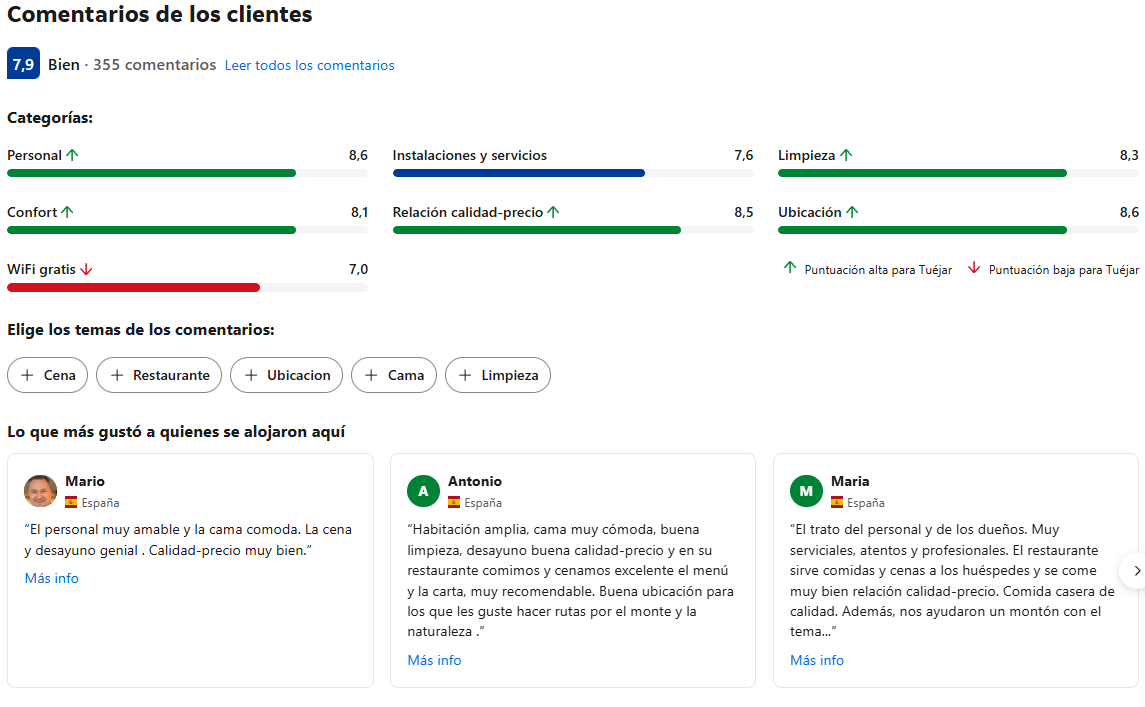 Comentarios de los clientes
7,9 Bien · 355 comentarios Leer todos los comentarios
Categorías:
Personal ↑ 8,6
Instalaciones y servicios 7,6
Limpieza ↑ 8,3
Confort ↑ 8,1
Relación calidad-precio ↑ 8,5
Ubicación ↑ 8,6
WiFi gratis ↓ 7,0
↑ Puntuación alta para Tuéjar ↓ Puntuación baja para Tuéjar
Elige los temas de los comentarios:
+ Cena + Restaurante + Ubicacion + Cama + Limpieza
Lo que más gustó a quienes se alojaron aquí
Mario
España
“El personal muy amable y la cama comoda. La cena
y desayuno genial . Calidad-precio muy bien.”
Más info
A
Antonio
España
“Habitación amplia, cama muy cómoda, buena
limpieza, desayuno buena calidad-precio y en su
restaurante comimos y cenamos excelente el menú
y la carta, muy recomendable. Buena ubicación para
los que les guste hacer rutas por el monte y la
naturaleza .”
Más info
M
Maria
España
“El trato del personal y de los dueños. Muy
serviciales, atentos y profesionales. El restaurante
sirve comidas y cenas a los huéspedes y se come
muy bien relación calidad-precio. Comida casera de
calidad. Además, nos ayudaron un montón con el
tema...”
Más info